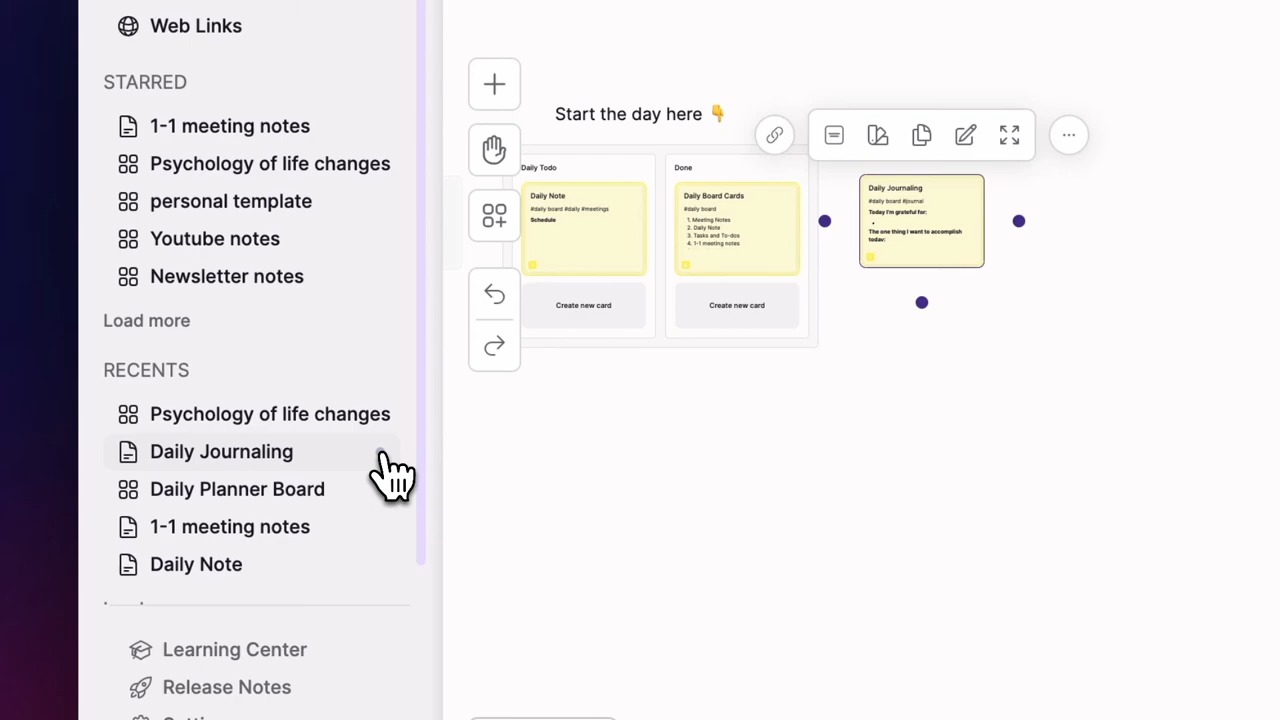 Web Links
STARRED
1-1 meeting notes
Psychology of life changes
personal template
Youtube notes
Newsletter notes
Load more
RECENTS
Psychology of life changes
Daily Journaling
Daily Planner Board
1-1 meeting notes
Daily Note
Learning Center
Release Notes
Start the day here 👇
Daily Todo
Daily Note
#daily board #daily #meetings
Schedule
Create new card
Done
Daily Board Cards
#daily board
1. Meeting Notes
2. Daily Note
3. Tasks and To-dos
4. 1-1 meeting notes
Create new card
Daily Journaling
#daily board #journal
Today I'm grateful for:
•
The one thing I want to accomplish
today: